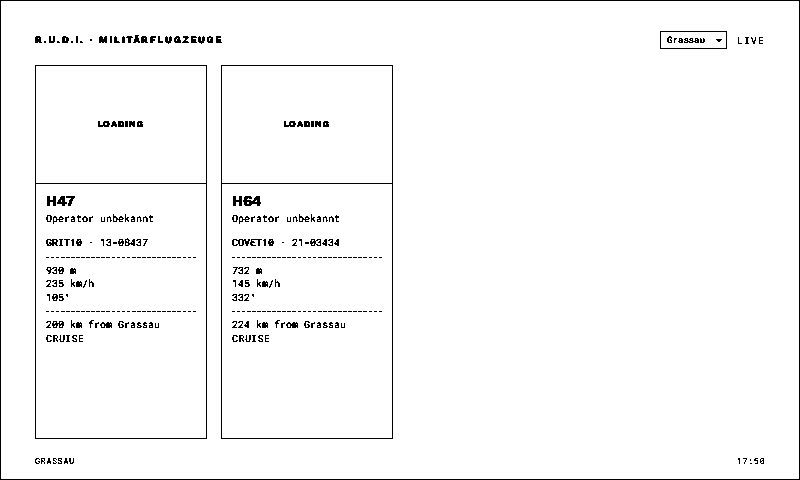 R.U.D.I. · MILITÄRFLUGZEUGE
Grassau
LIVE
LOADING
H47
Operator unbekannt
GRIT10 · 13-08437
930 m
235 km/h
105°
200 km from Grassau
CRUISE
LOADING
H64
Operator unbekannt
COVET10 · 21-03434
732 m
145 km/h
332°
224 km from Grassau
CRUISE
GRASSAU
17:50